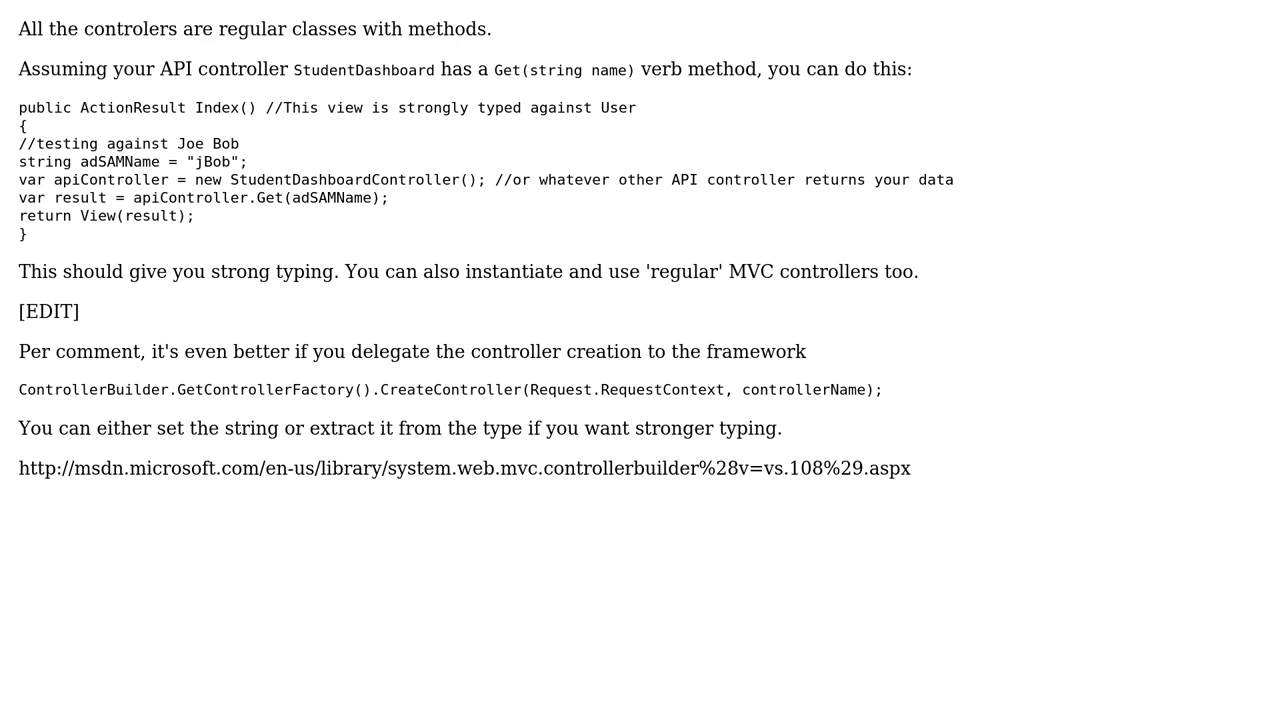 All the controlers are regular classes with methods.
Assuming your API controller StudentDashboard has a Get(string name) verb method, you can do this:
public ActionResult Index() //This view is strongly typed against User
{
//testing against Joe Bob
string adSAMName = "jBob";
var apiController = new StudentDashboardController(); //or whatever other API controller returns your data
var result = apiController.Get(adSAMName);
return View(result);
}
This should give you strong typing. You can also instantiate and use 'regular' MVC controllers too.
[EDIT]
Per comment, it's even better if you delegate the controller creation to the framework
ControllerBuilder.GetControllerFactory().CreateController(Request.RequestContext, controllerName);
You can either set the string or extract it from the type if you want stronger typing.
http://msdn.microsoft.com/en-us/library/system.web.mvc.controllerbuilder%28v=vs.108%29.aspx